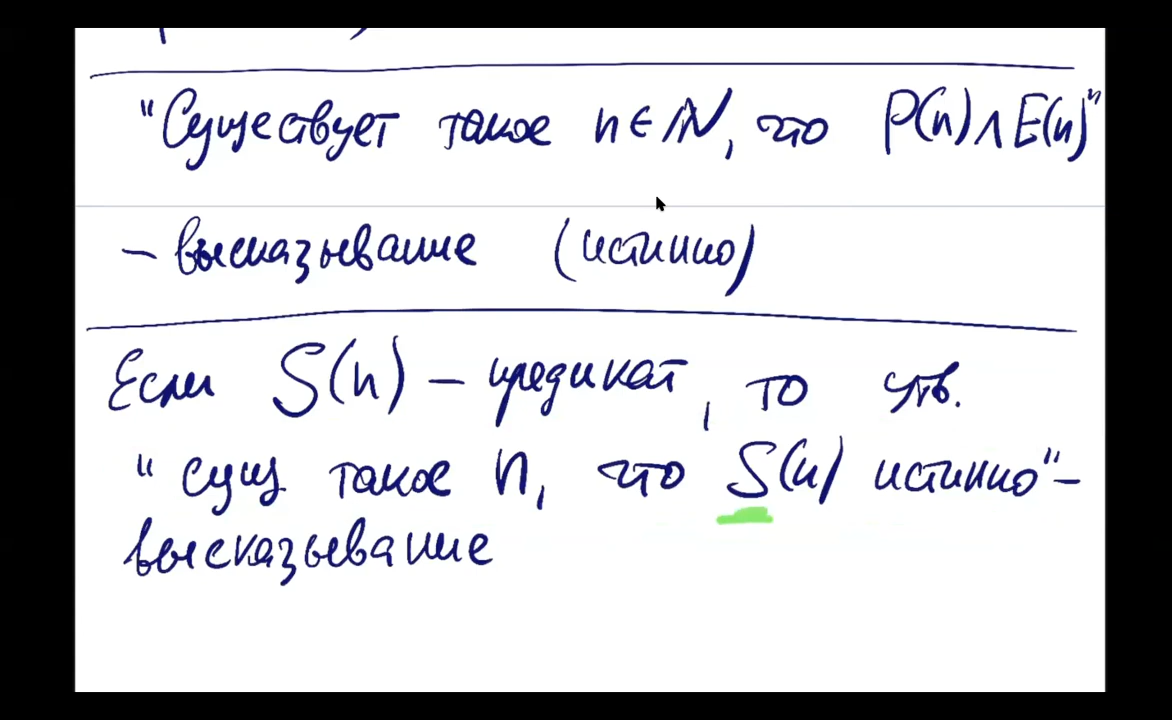 "Существует такое n∈ℕ, что P(n)∧E(n)"
– высказывание (истинно)
Если S(n) – предикат, то утв.
"сущ такое n, что S(n) истинно" –
высказывание